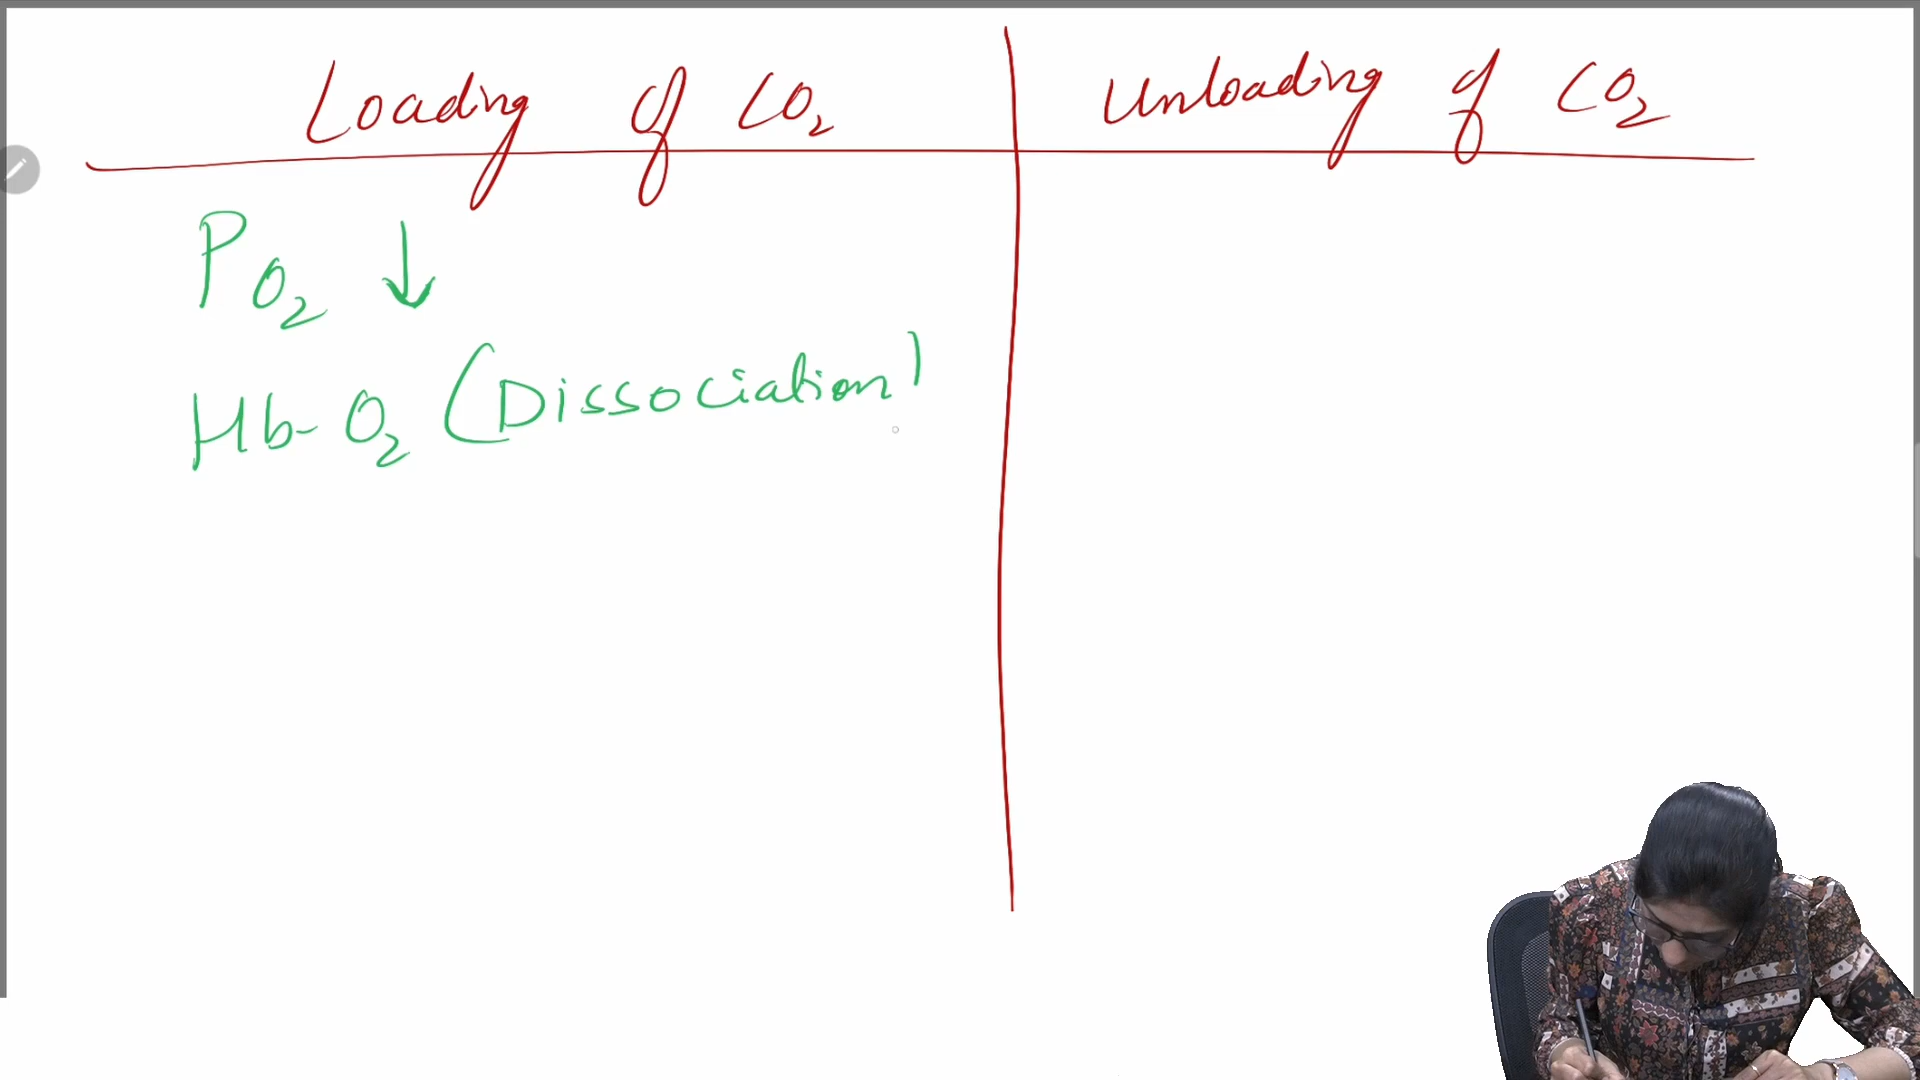 Loading of CO2
Unloading of CO2
PO2 ↓
Hb-O2 (Dissociation)